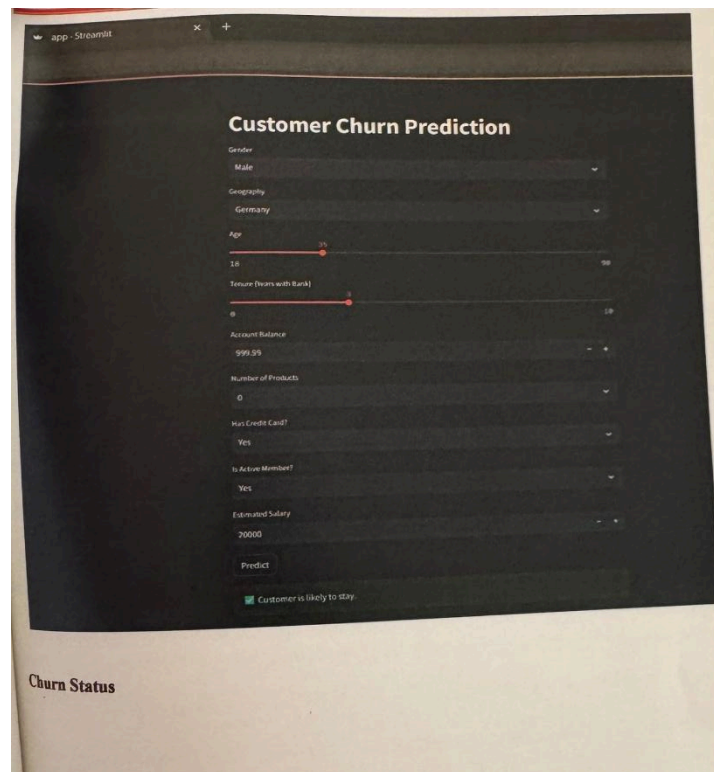 app - Streamlit × +
Customer Churn Prediction
Gender
Male
Geography
Germany
Age
35
18
90
Tenure (Years with Bank)
3
0
10
Account Balance
999.99 - +
Number of Products
0
Has Credit Card?
Yes
Is Active Member?
Yes
Estimated Salary
20000 - +
Predict
Customer is likely to stay.
Churn Status